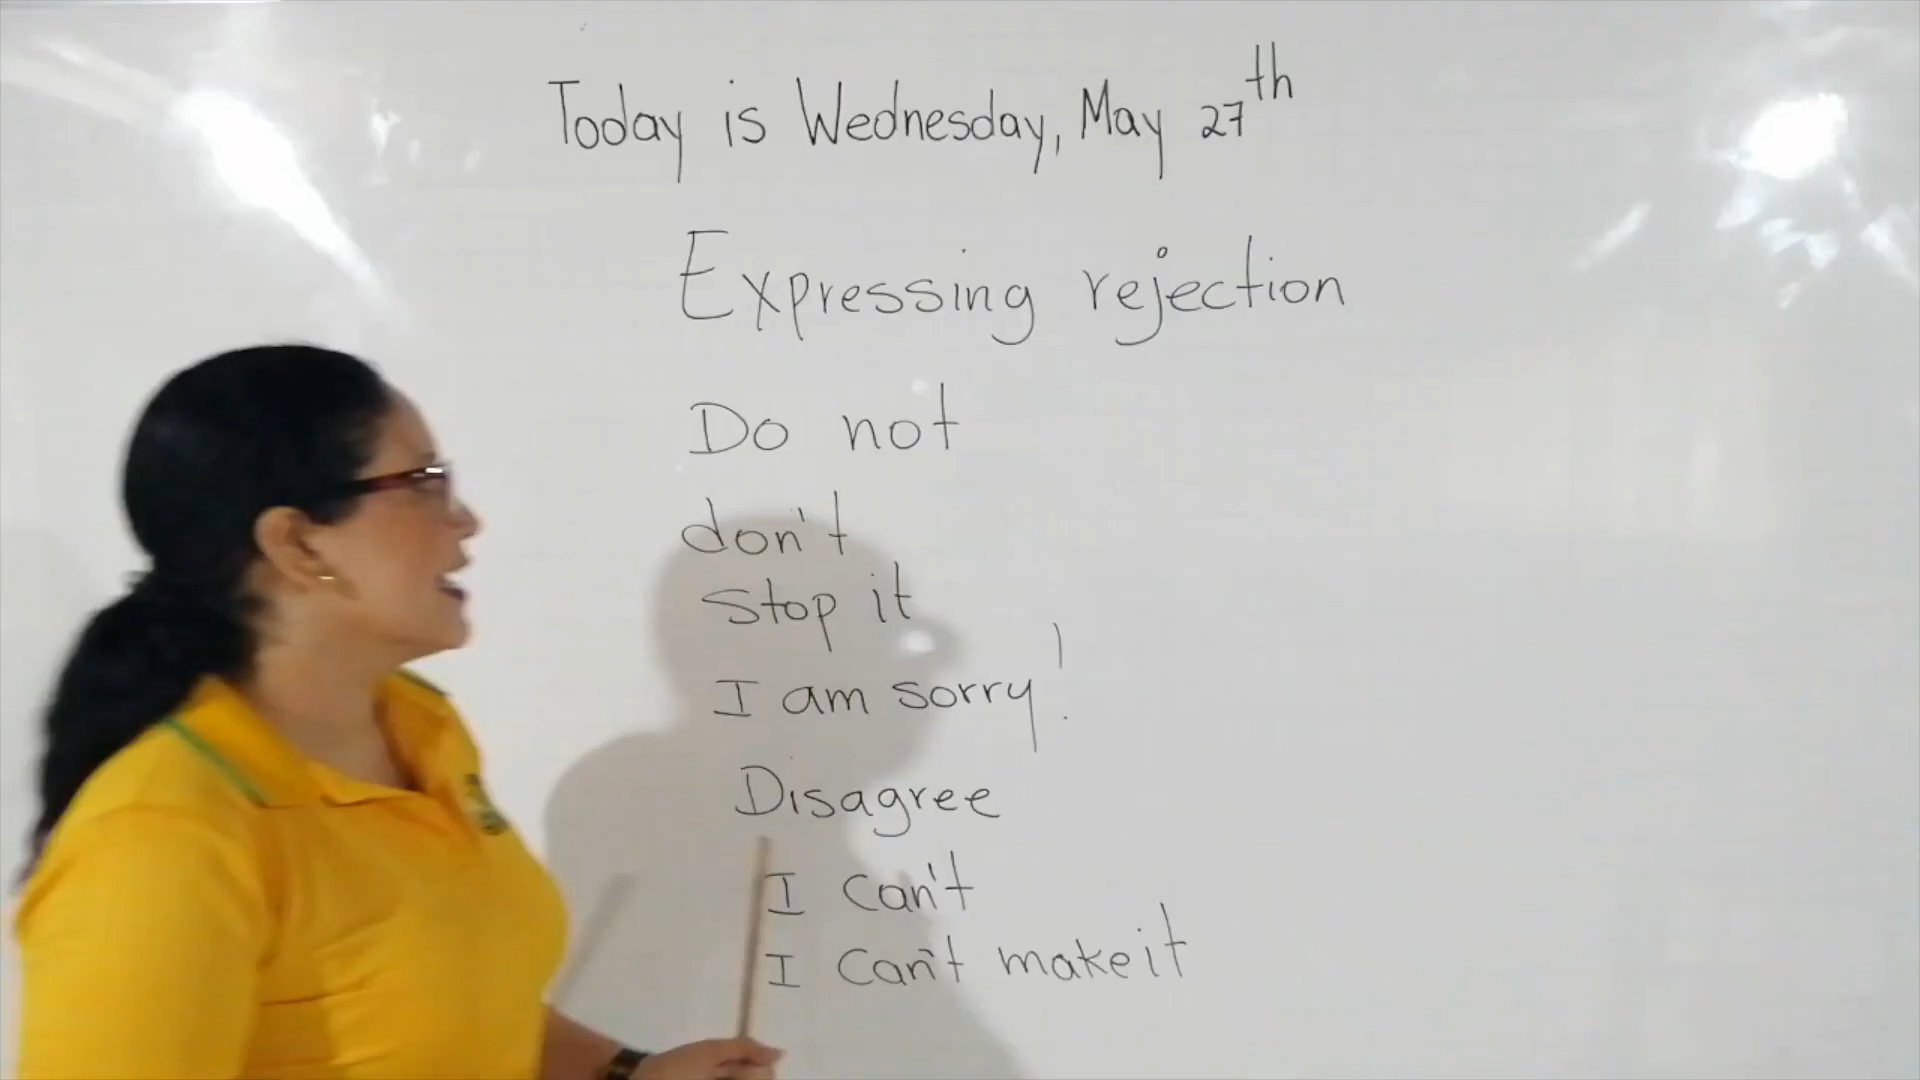 Today is Wednesday, May 27th
Expressing rejection
Do not
don't
Stop it
I am sorry!
Disagree
I can't
I can't make it